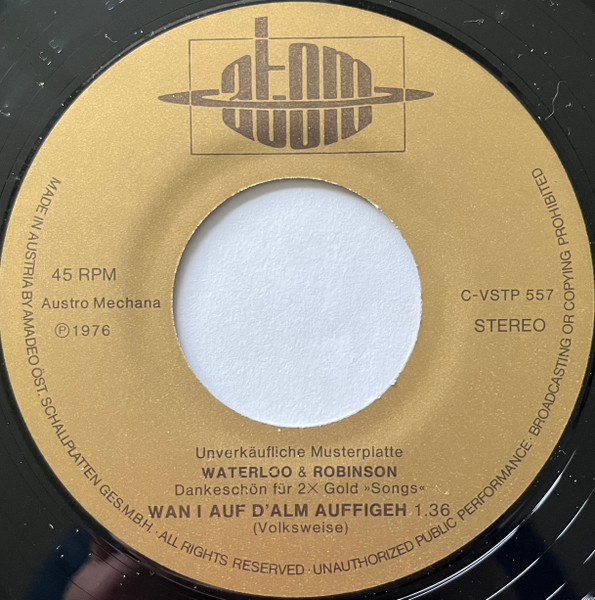 atom
45 RPM
Austro Mechana
Ⓟ1976
C-VSTP 557
STEREO
Unverkäufliche Musterplatte
WATERLOO & ROBINSON
Dankeschön für 2× Gold »Songs«
WAN I AUF D'ALM AUFFIGEH 1.36
(Volksweise)
MADE IN AUSTRIA BY AMADEO ÖST. SCHALLPLATTEN GES.M.B.H. · ALL RIGHTS RESERVED · UNAUTHORIZED PUBLIC PERFORMANCE · BROADCASTING OR COPYING PROHIBITED.